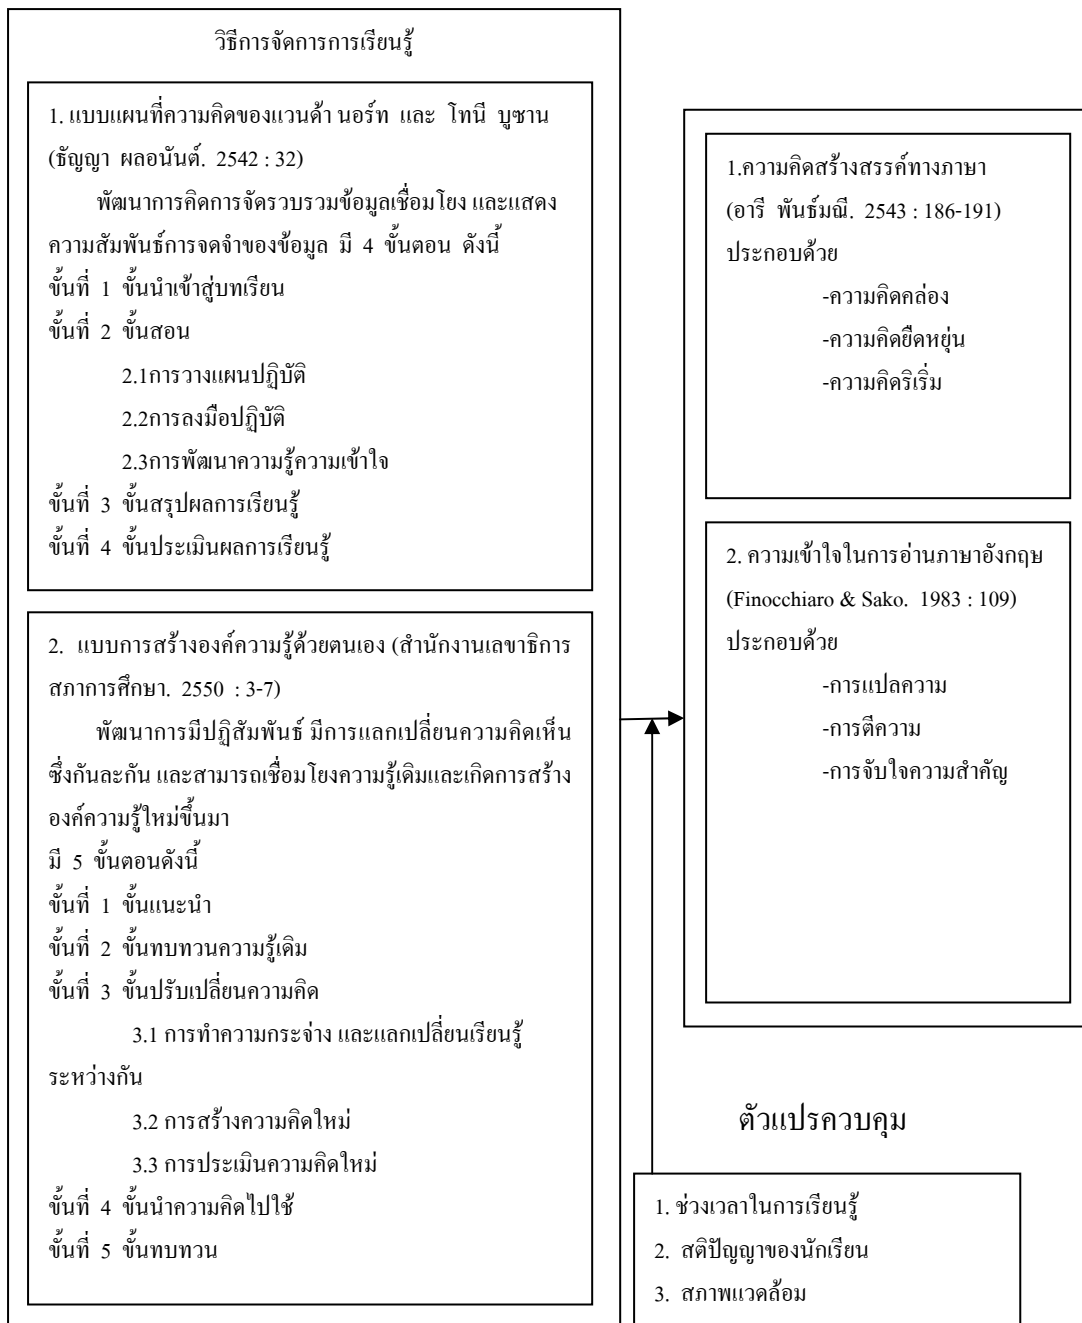 วิธีการจัดการการเรียนรู้
1. แบบแผนที่ความคิดของแวนด้า นอร์ท และ โทนี บูซาน
(ธัญญา ผลอนันต์. 2542 : 32)
พัฒนาการคิดการจัดรวบรวมข้อมูลเชื่อมโยง และแสดง
ความสัมพันธ์การจดจำของข้อมูล มี 4 ขั้นตอน ดังนี้
ขั้นที่ 1 ขั้นนำเข้าสู่บทเรียน
ขั้นที่ 2 ขั้นสอน
2.1การวางแผนปฏิบัติ
2.2การลงมือปฏิบัติ
2.3การพัฒนาความรู้ความเข้าใจ
ขั้นที่ 3 ขั้นสรุปผลการเรียนรู้
ขั้นที่ 4 ขั้นประเมินผลการเรียนรู้
2. แบบการสร้างองค์ความรู้ด้วยตนเอง (สำนักงานเลขาธิการ
สภาการศึกษา. 2550 : 3-7)
พัฒนาการมีปฏิสัมพันธ์ มีการแลกเปลี่ยนความคิดเห็น
ซึ่งกันละกัน และสามารถเชื่อมโยงความรู้เดิมและเกิดการสร้าง
องค์ความรู้ใหม่ขึ้นมา
มี 5 ขั้นตอนดังนี้
ขั้นที่ 1 ขั้นแนะนำ
ขั้นที่ 2 ขั้นทบทวนความรู้เดิม
ขั้นที่ 3 ขั้นปรับเปลี่ยนความคิด
3.1 การทำความกระจ่าง และแลกเปลี่ยนเรียนรู้
ระหว่างกัน
3.2 การสร้างความคิดใหม่
3.3 การประเมินความคิดใหม่
ขั้นที่ 4 ขั้นนำความคิดไปใช้
ขั้นที่ 5 ขั้นทบทวน
1.ความคิดสร้างสรรค์ทางภาษา
(อารี พันธ์มณี. 2543 : 186-191)
ประกอบด้วย
-ความคิดคล่อง
-ความคิดยืดหยุ่น
-ความคิดริเริ่ม
2. ความเข้าใจในการอ่านภาษาอังกฤษ
(Finocchiaro & Sako. 1983 : 109)
ประกอบด้วย
-การแปลความ
-การตีความ
-การจับใจความสำคัญ
ตัวแปรควบคุม
1. ช่วงเวลาในการเรียนรู้
2. สติปัญญาของนักเรียน
3. สภาพแวดล้อม